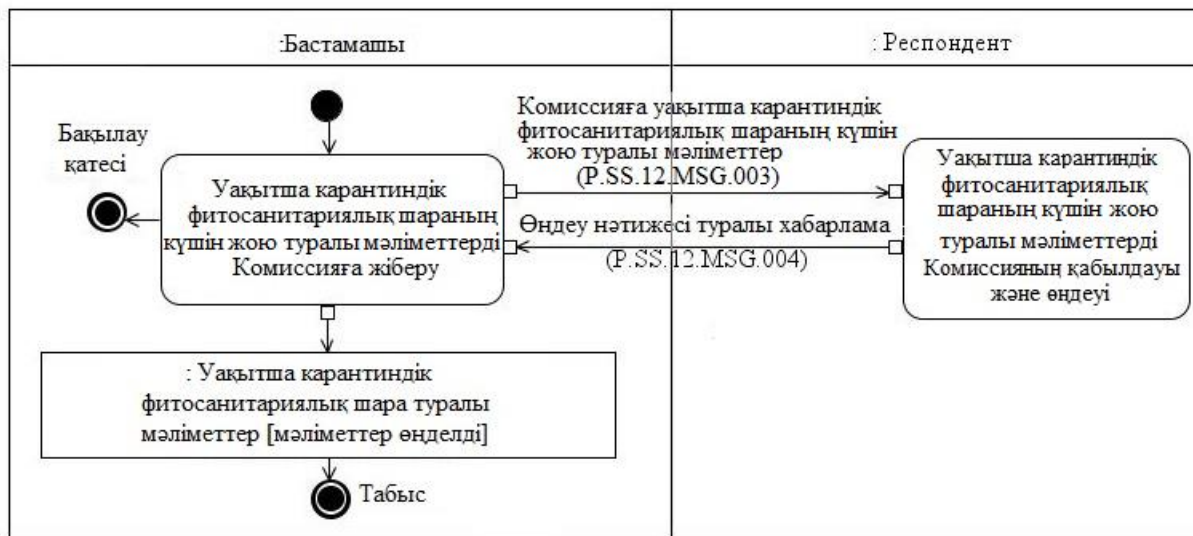 :Бастамашы
: Респондент
Бақылау
қатесі
Комиссияға уақытша карантиндік
фитосанитариялық шараның күшін
жою туралы мәліметтер
(P.SS.12.MSG.003)
Уақытша карантиндік
фитосанитариялық шараның
күшін жою туралы мәліметтерді
Комиссияға жіберу
Өңдеу нәтижесі туралы хабарлама
(P.SS.12.MSG.004)
Уақытша карантиндік
фитосанитариялық
шараның күшін жою
туралы мәліметтерді
Комиссияның қабылдауы
және өңдеуі
: Уақытша карантиндік
фитосанитариялық шара туралы
мәліметтер [мәліметтер өңделді]
Табыс